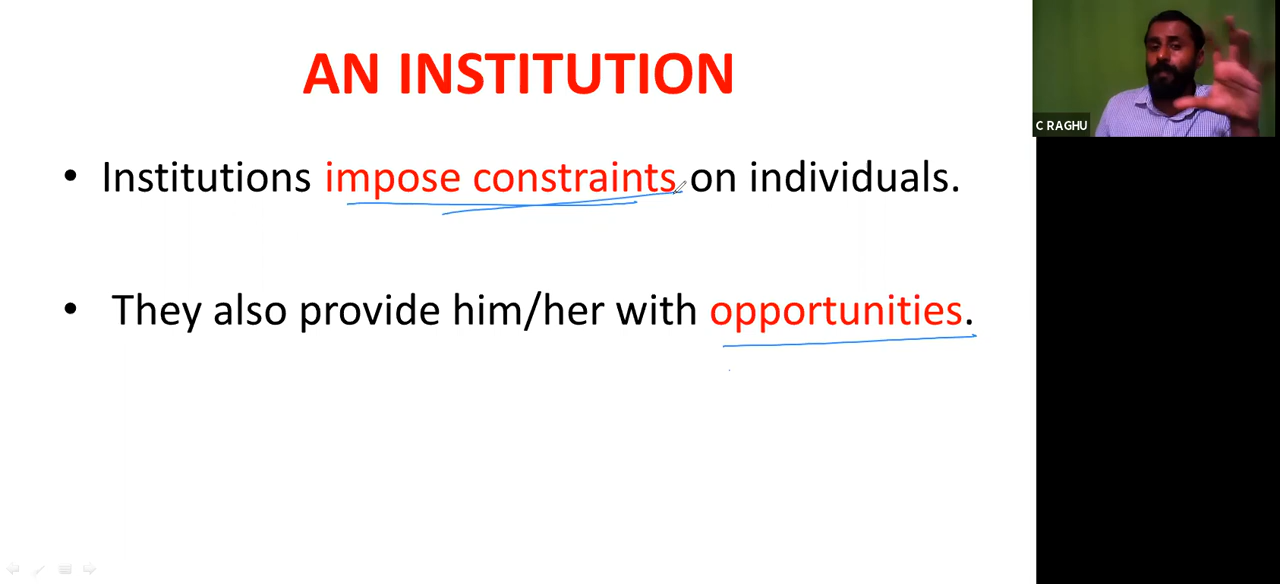 AN INSTITUTION
• Institutions impose constraints on individuals.
• They also provide him/her with opportunities.
C RAGHU